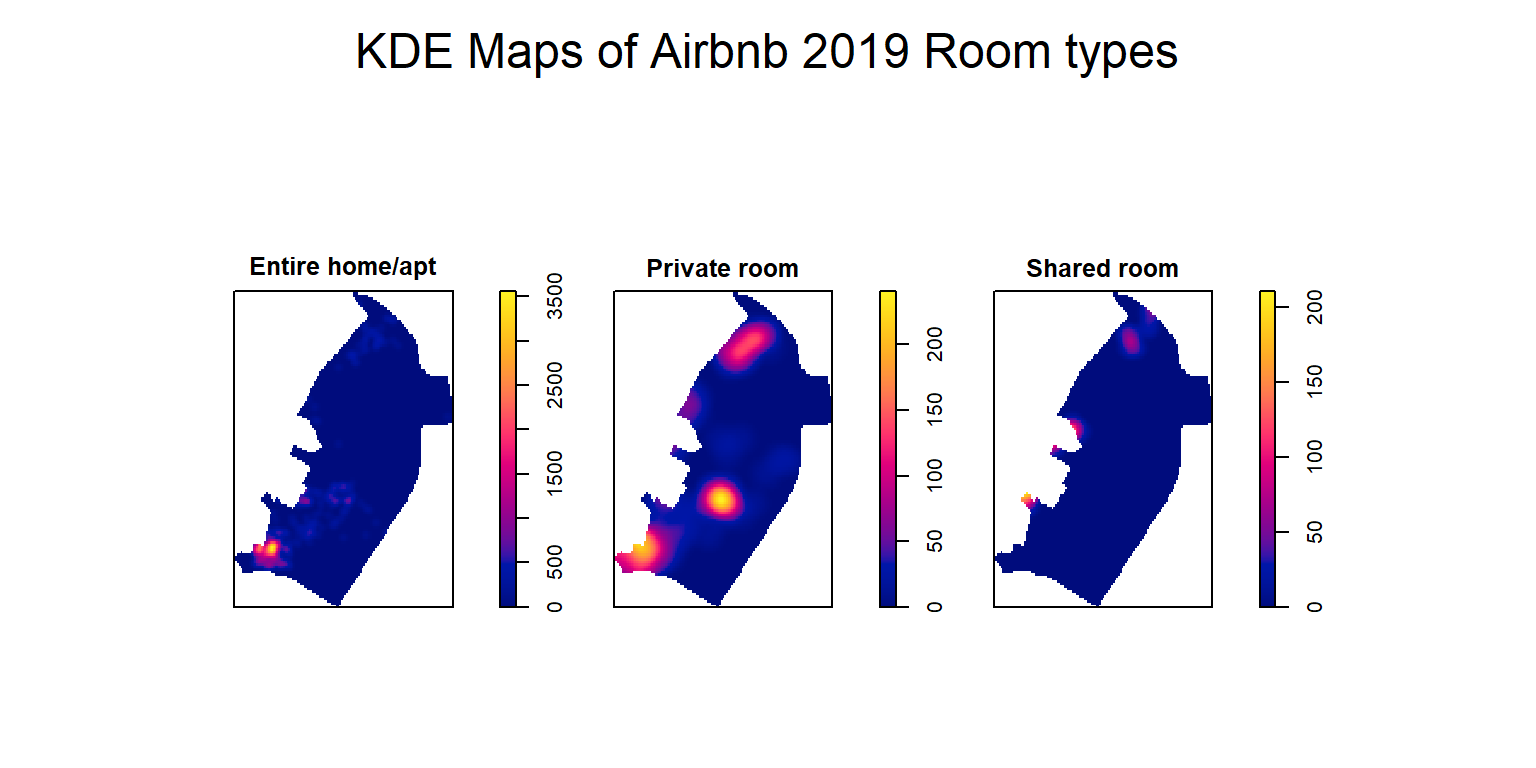 KDE Maps of Airbnb 2019 Room types
Entire home/apt
0 500 1500 2500 3500
Private room
0 50 100 150 200
Shared room
0 50 100 150 200